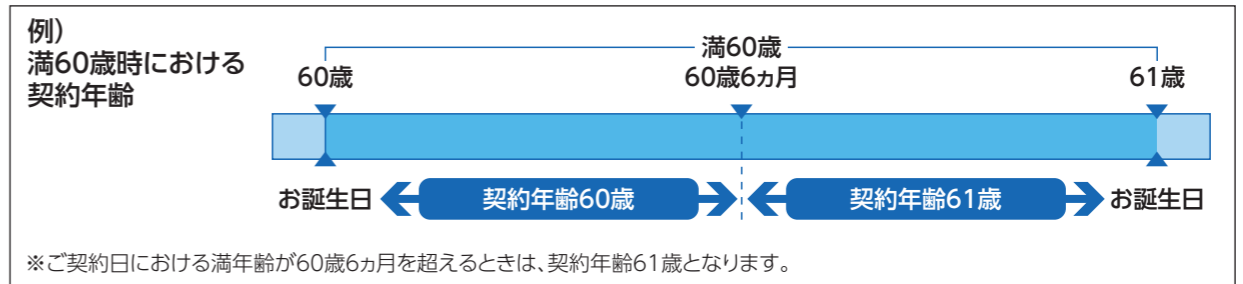 例)
満60歳時における
契約年齢
満60歳
60歳
60歳6ヵ月
61歳
お誕生日
契約年齢60歳
契約年齢61歳
お誕生日
※ご契約日における満年齢が60歳6ヵ月を超えるときは、契約年齢61歳となります。